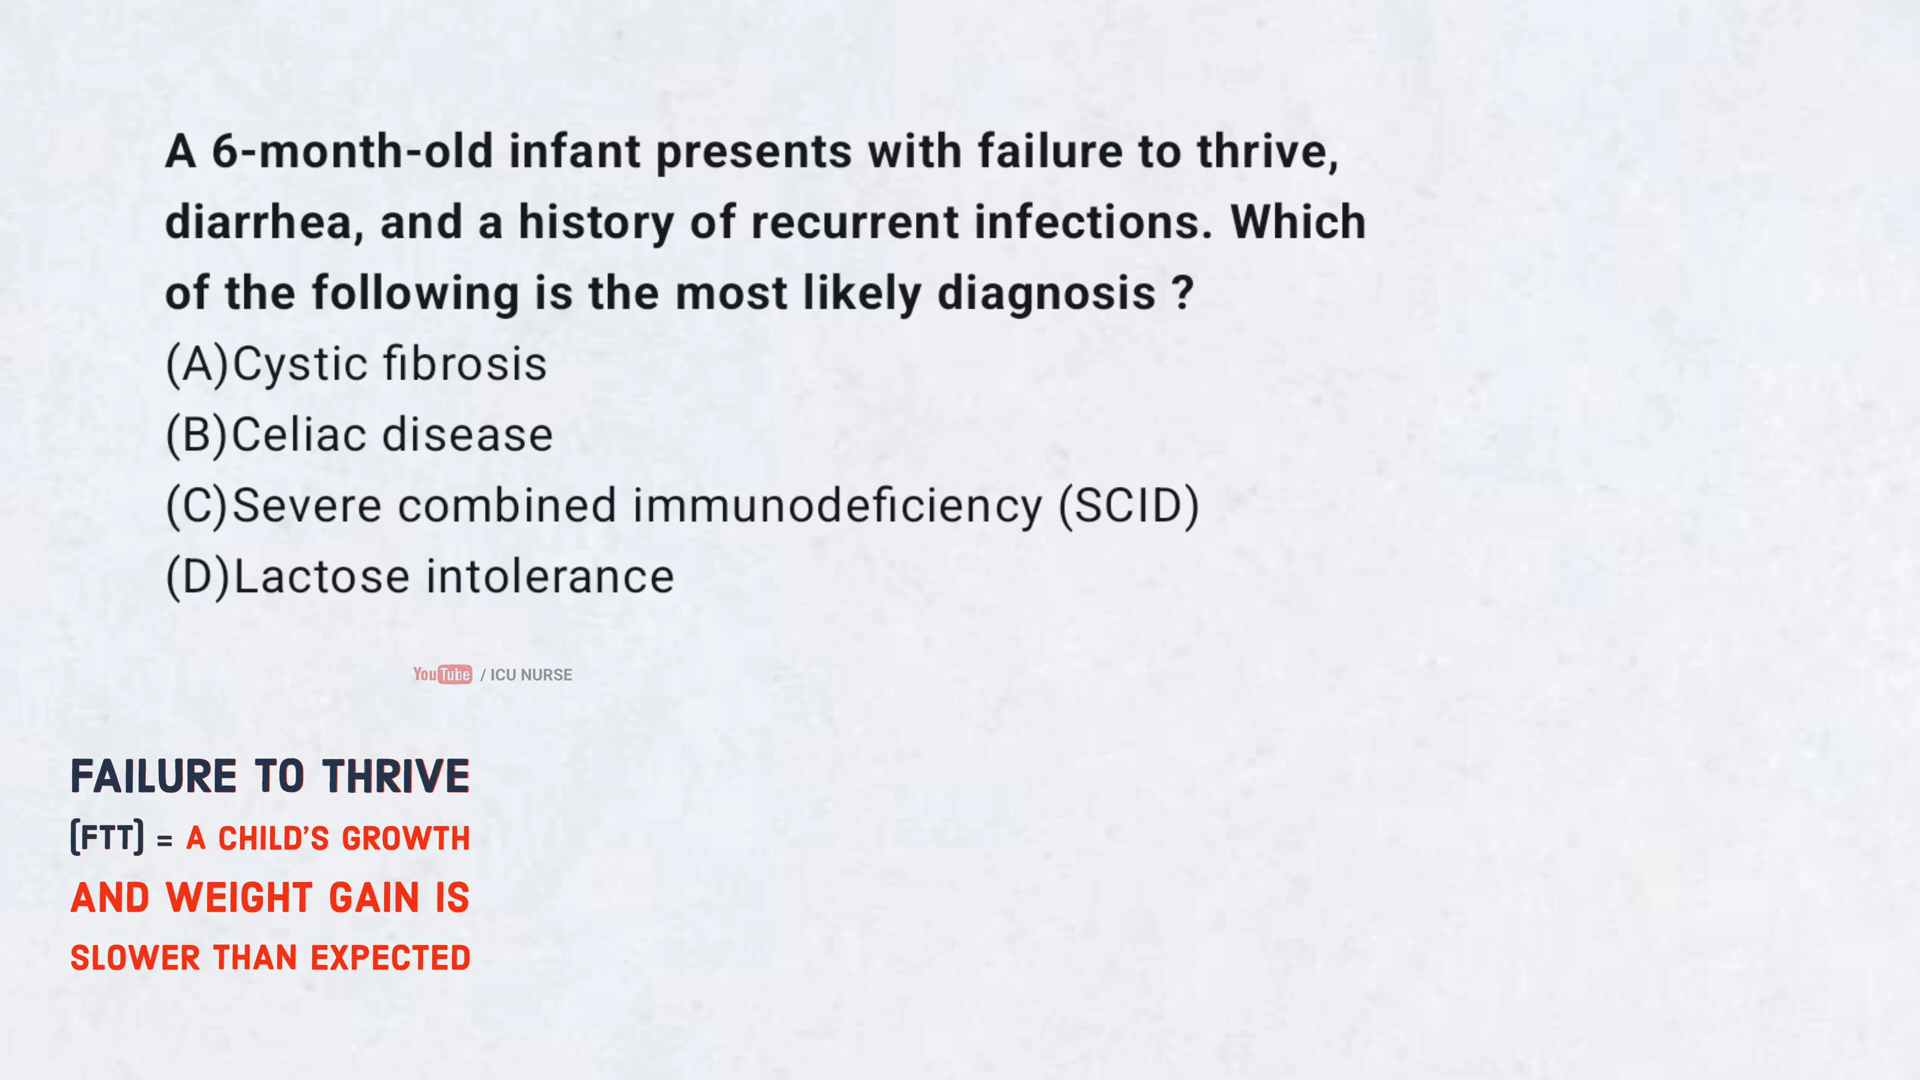 A 6-month-old infant presents with failure to thrive,
diarrhea, and a history of recurrent infections. Which
of the following is the most likely diagnosis ?
(A)Cystic fibrosis
(B)Celiac disease
(C)Severe combined immunodeficiency (SCID)
(D)Lactose intolerance
YouTube / ICU NURSE
FAILURE TO THRIVE
(FTT) = A CHILD'S GROWTH
AND WEIGHT GAIN IS
SLOWER THAN EXPECTED